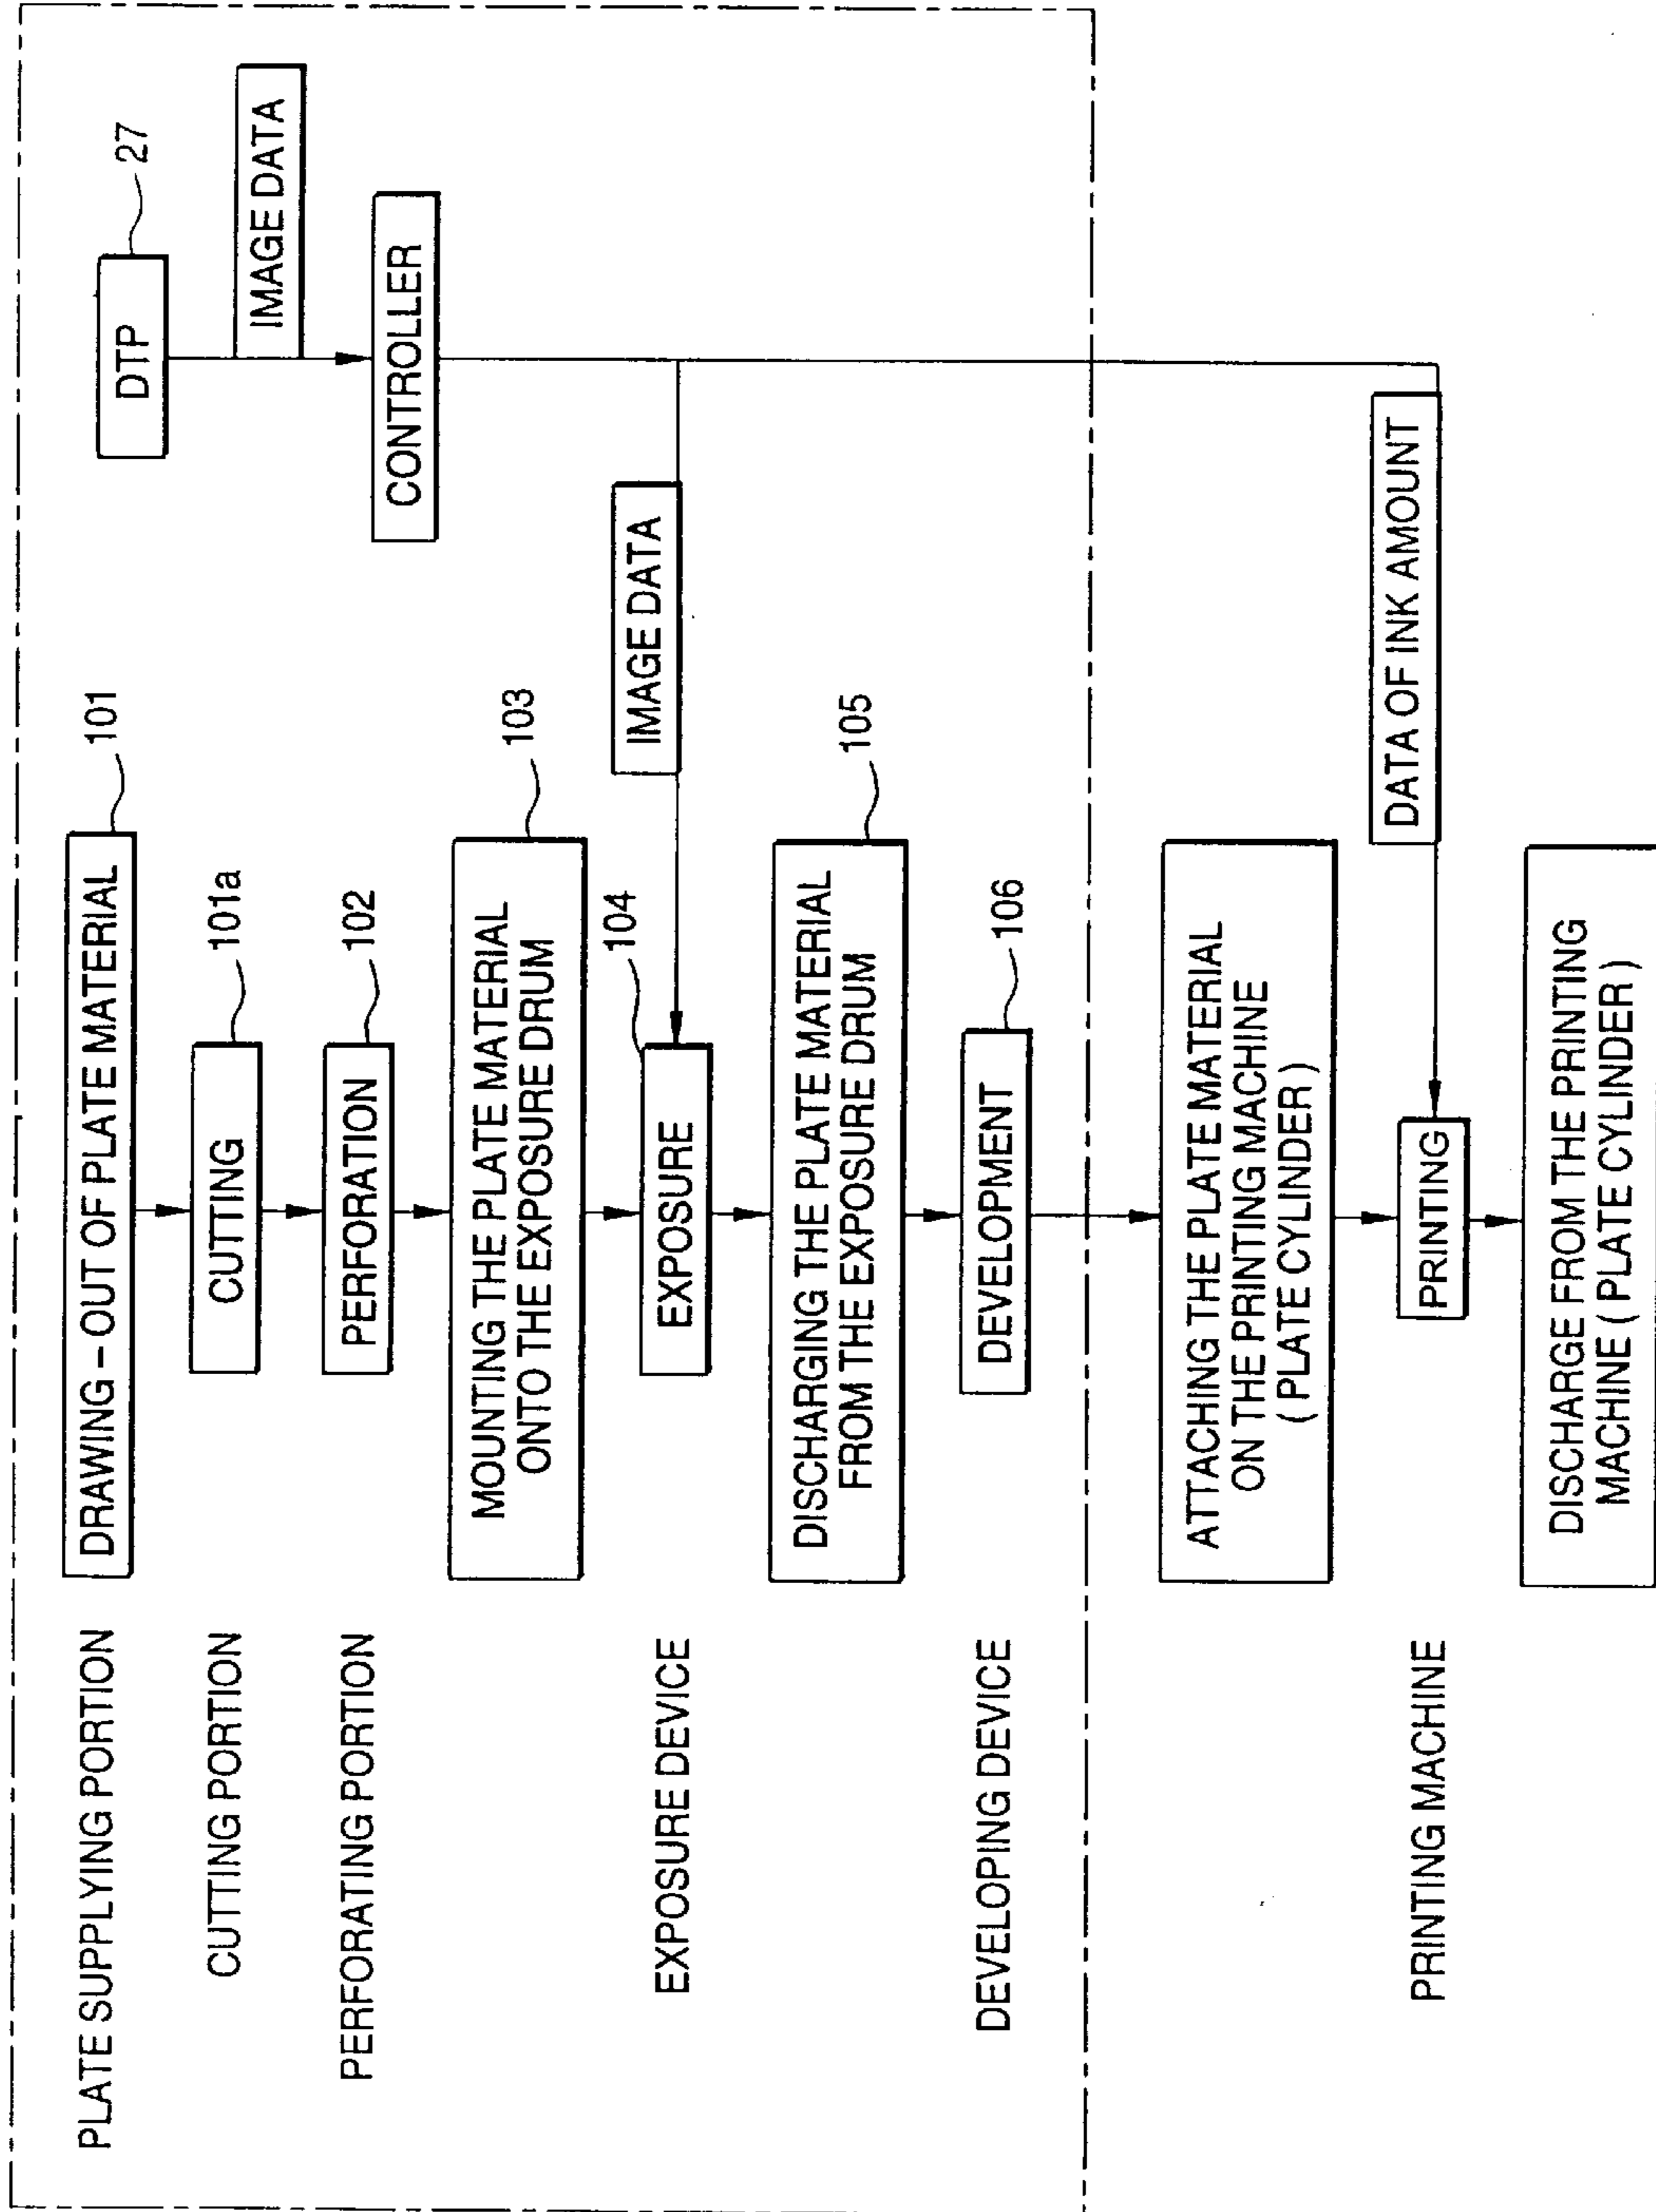 PLATE SUPPLYING PORTION
DRAWING – OUT OF PLATE MATERIAL
101
DTP
27
IMAGE DATA
CUTTING PORTION
CUTTING
101a
PERFORATING PORTION
PERFORATION
102
CONTROLLER
MOUNTING THE PLATE MATERIAL
ONTO THE EXPOSURE DRUM
103
EXPOSURE DEVICE
EXPOSURE
104
IMAGE DATA
DISCHARGING THE PLATE MATERIAL
FROM THE EXPOSURE DRUM
105
DEVELOPING DEVICE
DEVELOPMENT
106
ATTACHING THE PLATE MATERIAL
ON THE PRINTING MACHINE
( PLATE CYLINDER )
PRINTING MACHINE
PRINTING
DATA OF INK AMOUNT
DISCHARGE FROM THE PRINTING
MACHINE ( PLATE CYLINDER )